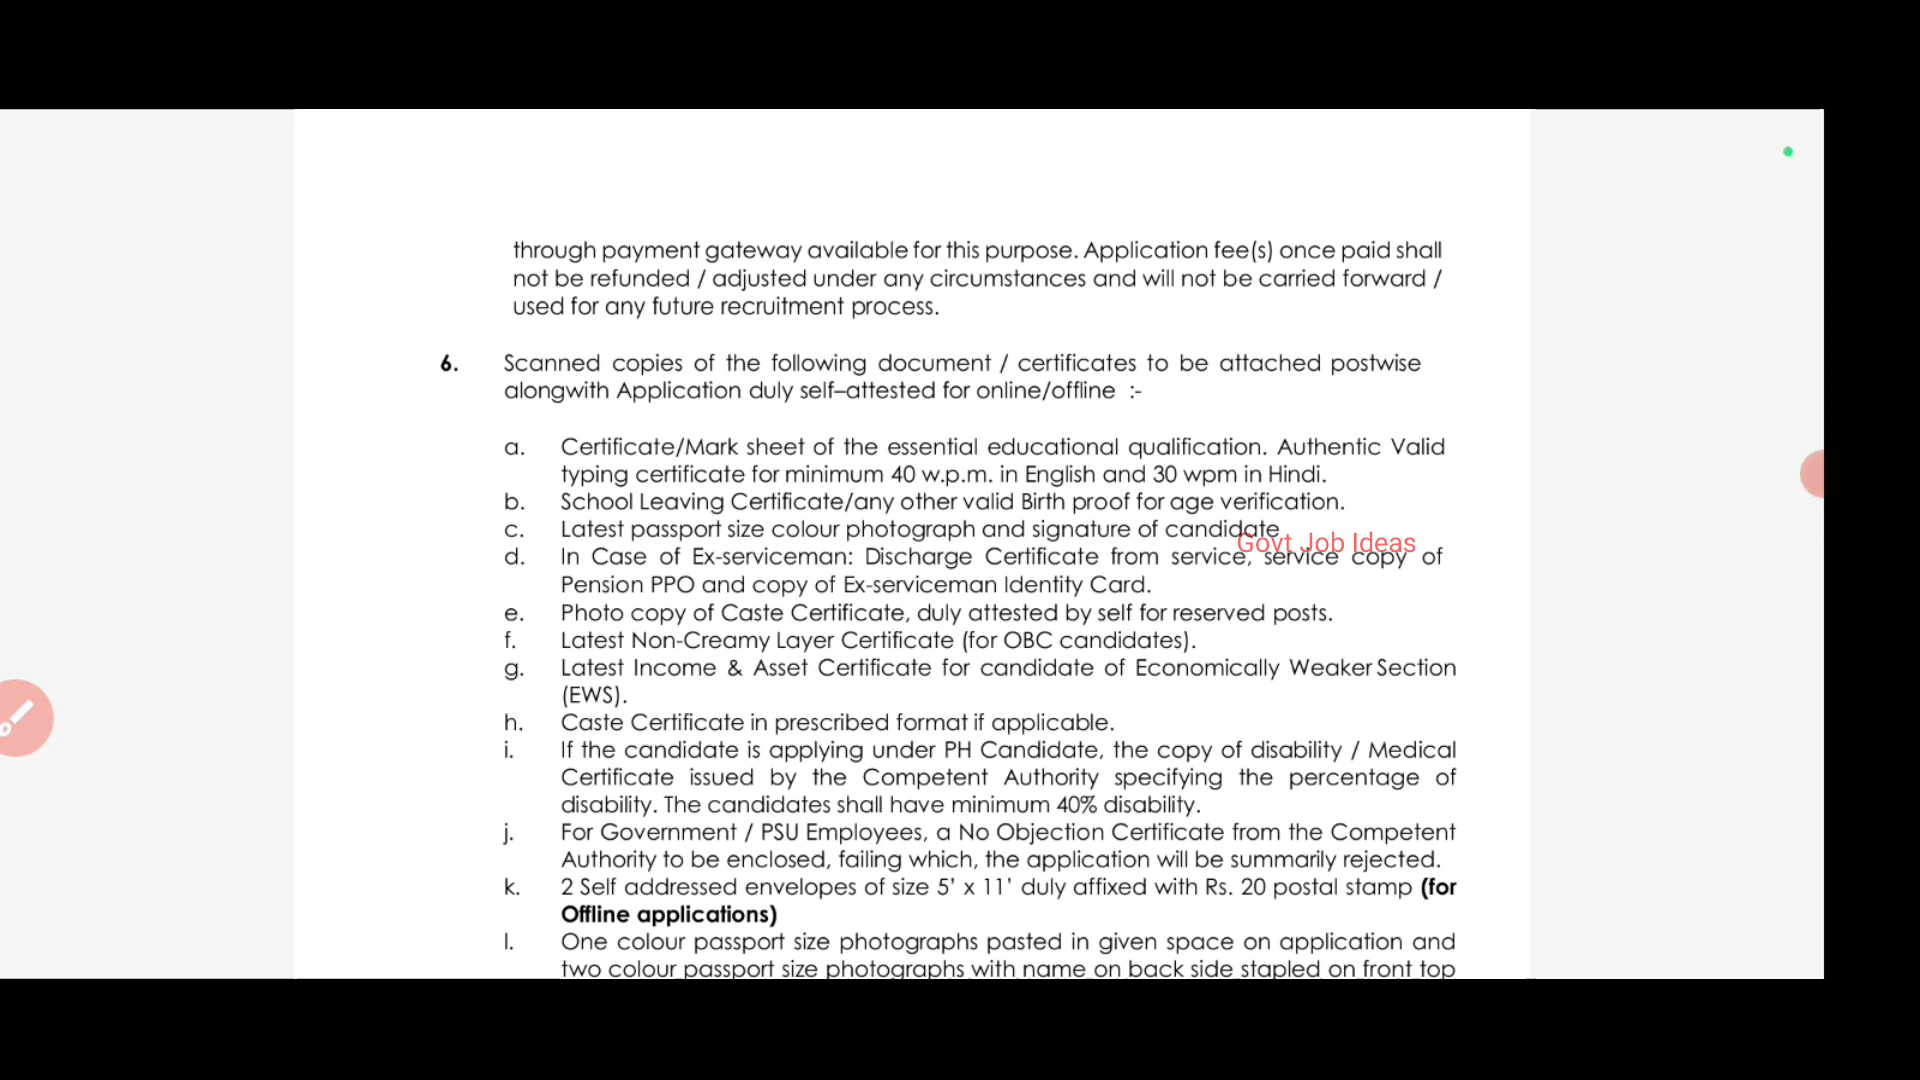 through payment gateway available for this purpose. Application fee(s) once paid shall
not be refunded / adjusted under any circumstances and will not be carried forward /
used for any future recruitment process.
6. Scanned copies of the following document / certificates to be attached postwise
alongwith Application duly self–attested for online/offline :-
a. Certificate/Mark sheet of the essential educational qualification. Authentic Valid
typing certificate for minimum 40 w.p.m. in English and 30 wpm in Hindi.
b. School Leaving Certificate/any other valid Birth proof for age verification.
c. Latest passport size colour photograph and signature of candidate
Govt Job Ideas
d. In Case of Ex-serviceman: Discharge Certificate from service, service copy of
Pension PPO and copy of Ex-serviceman Identity Card.
e. Photo copy of Caste Certificate, duly attested by self for reserved posts.
f. Latest Non-Creamy Layer Certificate (for OBC candidates).
g. Latest Income & Asset Certificate for candidate of Economically Weaker Section
(EWS).
h. Caste Certificate in prescribed format if applicable.
i. If the candidate is applying under PH Candidate, the copy of disability / Medical
Certificate issued by the Competent Authority specifying the percentage of
disability. The candidates shall have minimum 40% disability.
j. For Government / PSU Employees, a No Objection Certificate from the Competent
Authority to be enclosed, failing which, the application will be summarily rejected.
k. 2 Self addressed envelopes of size 5' x 11' duly affixed with Rs. 20 postal stamp (for
Offline applications)
l. One colour passport size photographs pasted in given space on application and
two colour passport size photographs with name on back side stapled on front top